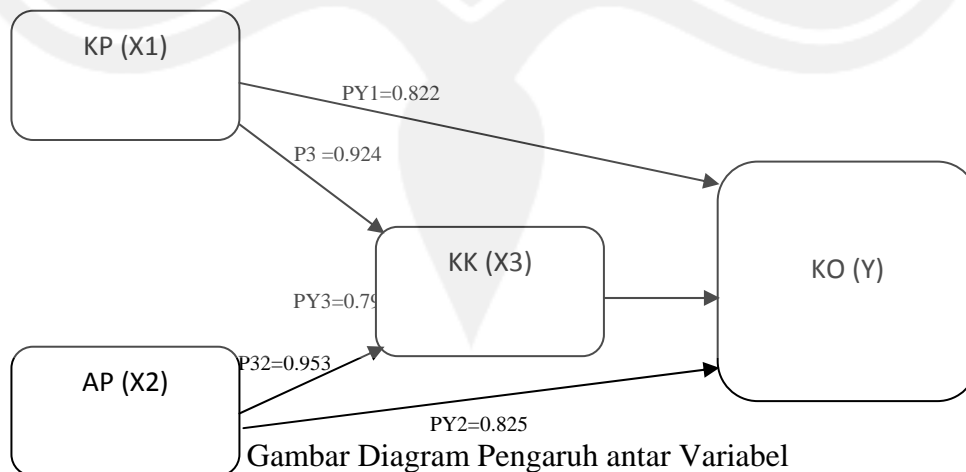 KP (X1)
PY1=0.822
P3 =0.924
KK (X3)
KO (Y)
PY3=0.79
P32=0.953
AP (X2)
PY2=0.825
Gambar Diagram Pengaruh antar Variabel